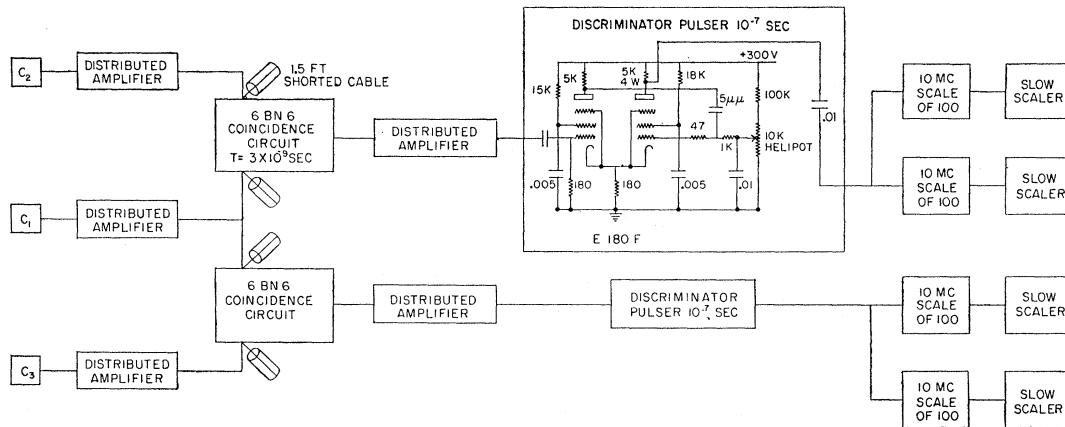 DISCRIMINATOR PULSER 10⁻⁷ SEC
+300V
C₂
DISTRIBUTED
AMPLIFIER
1.5 FT
SHORTED CABLE
6 BN 6
COINCIDENCE
CIRCUIT
T= 3X10⁹SEC
DISTRIBUTED
AMPLIFIER
15K
5K
5K
4W
18K
5μμ
100K
47
1K
10K
HELIPOT
.005
180
180
.005
.01
E 180 F
.01
10 MC
SCALE
OF 100
SLOW
SCALER
10 MC
SCALE
OF 100
SLOW
SCALER
C₁
DISTRIBUTED
AMPLIFIER
6 BN 6
COINCIDENCE
CIRCUIT
DISTRIBUTED
AMPLIFIER
DISCRIMINATOR
PULSER 10⁻⁷ SEC
10 MC
SCALE
OF 100
SLOW
SCALER
C₃
DISTRIBUTED
AMPLIFIER
10 MC
SCALE
OF 100
SLOW
SCALER